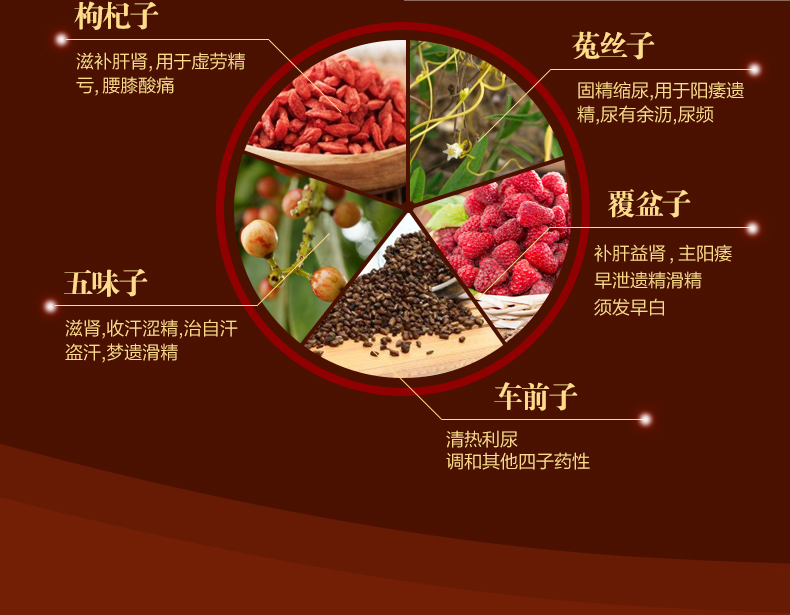 枸杞子
滋补肝肾,用于虚劳精
亏,腰膝酸痛
菟丝子
固精缩尿,用于阳痿遗
精,尿有余沥,尿频
覆盆子
补肝益肾,主阳痿
早泄遗精滑精
须发早白
五味子
滋肾,收汗涩精,治自汗
盗汗,梦遗滑精
车前子
清热利尿
调和其他四子药性